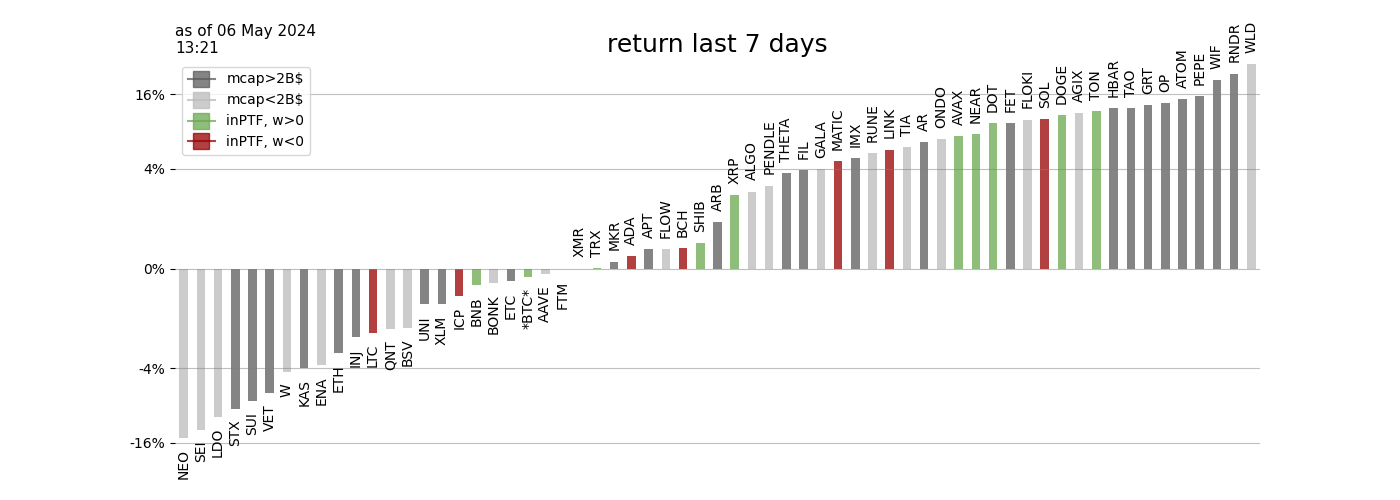 as of 06 May 2024
13:21
return last 7 days
mcap>2B$
mcap<2B$
inPTF, w>0
inPTF, w<0
16%
4%
0%
-4%
-16%
NEO
SEI
LDO
STX
SUI
VET
W
KAS
ENA
ETH
INJ
LTC
QNT
BSV
UNI
XLM
ICP
BNB
BONK
ETC
*BTC*
AAVE
FTM
XMR
TRX
MKR
ADA
APT
FLOW
BCH
SHIB
ARB
XRP
ALGO
PENDLE
THETA
FIL
GALA
MATIC
IMX
RUNE
LINK
TIA
AR
ONDO
AVAX
NEAR
DOT
FET
FLOKI
SOL
DOGE
AGIX
TON
HBAR
TAO
GRT
OP
ATOM
PEPE
WIF
RNDR
WLD